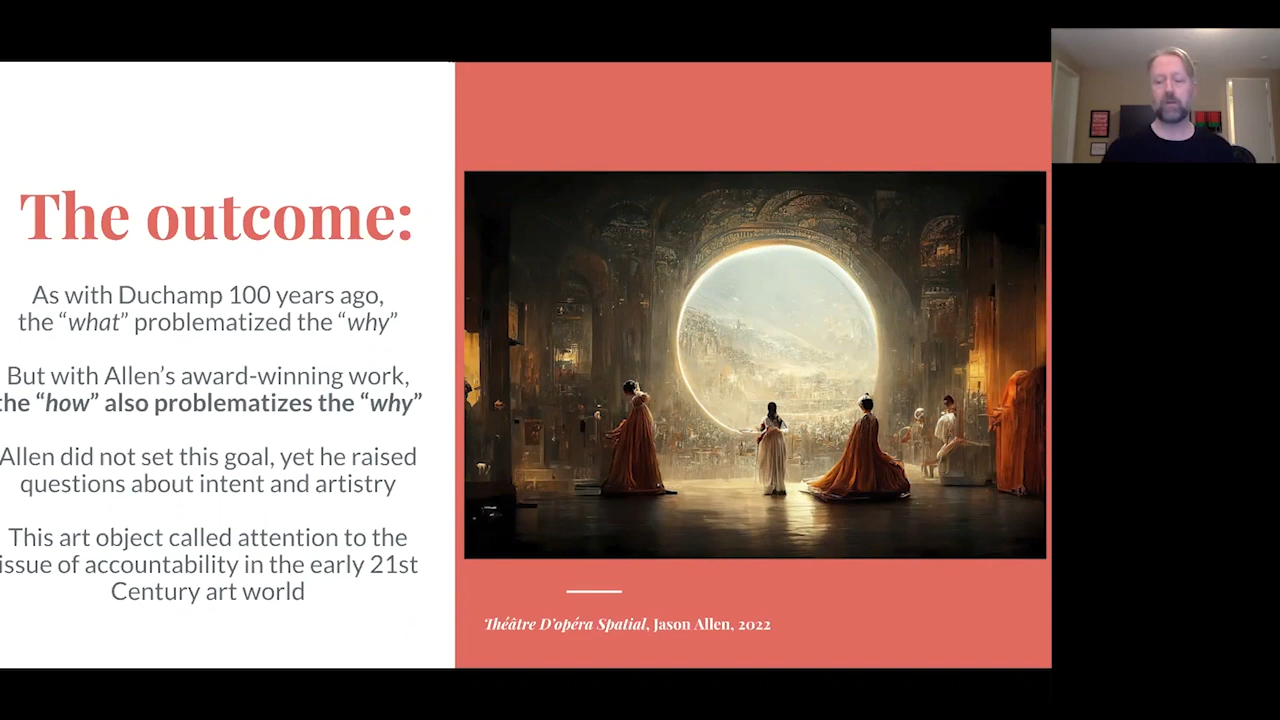 The outcome:
As with Duchamp 100 years ago,
the “what” problematized the “why”
But with Allen’s award-winning work,
the “how” also problematizes the “why”
Allen did not set this goal, yet he raised
questions about intent and artistry
This art object called attention to the
issue of accountability in the early 21st
Century art world
Théâtre D’opéra Spatial, Jason Allen, 2022